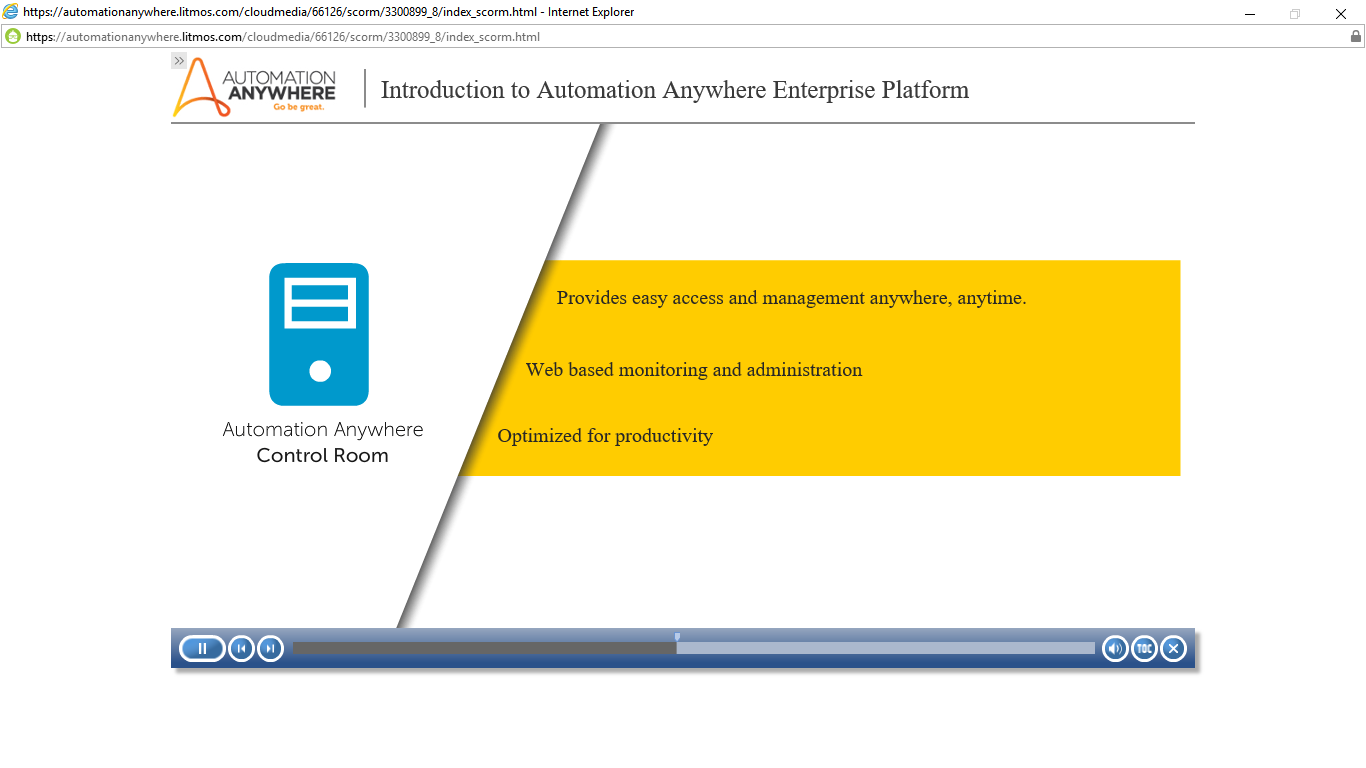 https://automationanywhere.litmos.com/cloudmedia/66126/scorm/3300899_8/index_scorm.html - Internet Explorer
https://automationanywhere.litmos.com/cloudmedia/66126/scorm/3300899_8/index_scorm.html
AUTOMATION
ANYWHERE
Go be great.
Introduction to Automation Anywhere Enterprise Platform
Provides easy access and management anywhere, anytime.
Web based monitoring and administration
Optimized for productivity
Automation Anywhere
Control Room
TOC